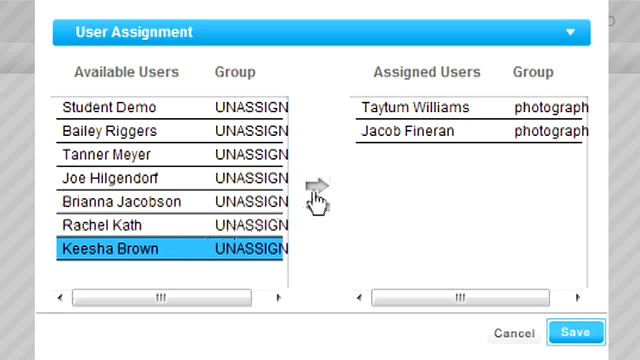 User Assignment
Available Users Group Assigned Users Group
Student Demo UNASSIGN Taytum Williams photograph
Bailey Riggers UNASSIGN Jacob Fineran photograph
Tanner Meyer UNASSIGN
Joe Hilgendorf UNASSIGN
Brianna Jacobson UNASSIGN
Rachel Kath UNASSIGN
Keesha Brown UNASSIGN
Cancel Save